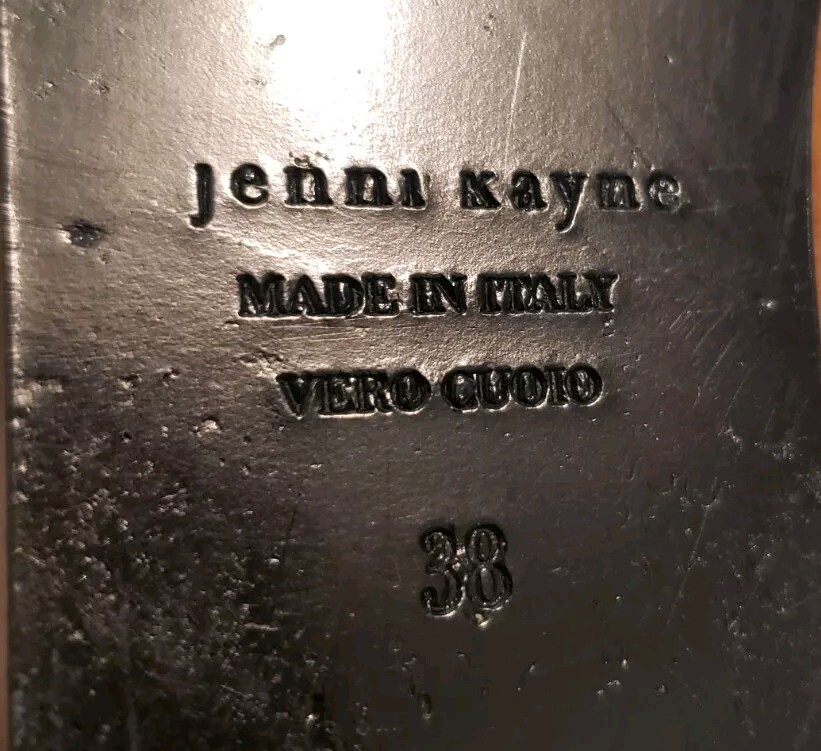 jenni kayne
MADE IN ITALY
VERO CUOIO
38